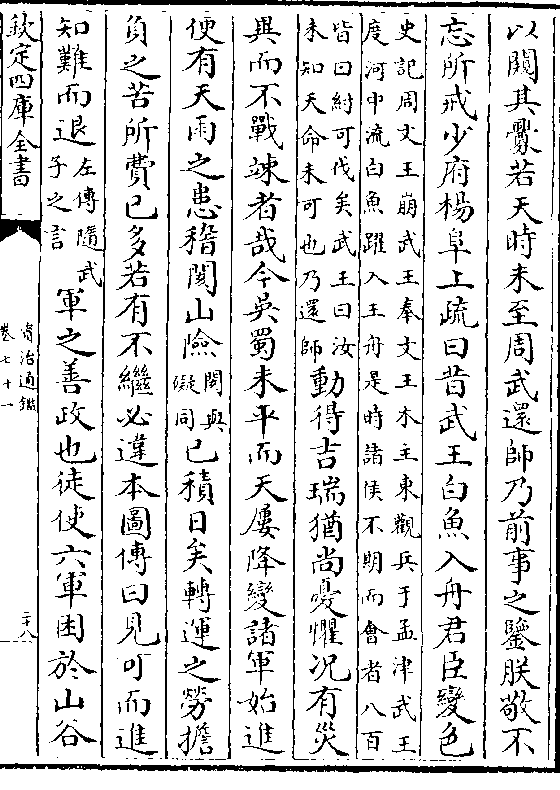 以闚其釁若天時未至周武還師乃前事之鑒朕敬不
忘所戒少府楊阜上疏曰昔武王白魚入舟君臣變色
史記周文王崩武王奉文王木主東觀兵于孟津武王
度河中流白魚躍入王舟是時諸侯不期而會者八百
皆曰紂可伐矣武王曰汝
未知天命未可也乃還師
動得吉瑞猶尚憂懼况有災
異而不戰竦者哉今吳蜀未平而天屢降變諸軍始進
便有天雨之患稽閡山險
閡與
礙同
已積日矣轉運之勞擔
負之苦所費已多若有不繼必違本圖傳曰見可而進
知難而退
左傳隨武
子之言
軍之善政也徒使六軍困於山谷
欽定四庫全書
資治通鑑
卷七十一
二十八